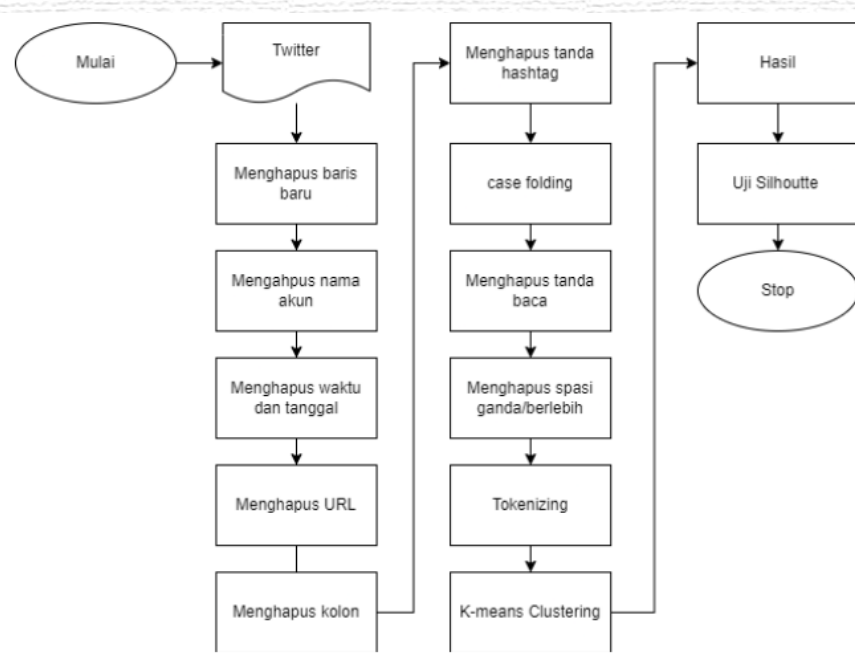 Mulai
Twitter
Menghapus baris
baru
Mengahpus nama
akun
Menghapus waktu
dan tanggal
Menghapus URL
Menghapus kolon
Menghapus tanda
hashtag
case folding
Menghapus tanda
baca
Menghapus spasi
ganda/berlebih
Tokenizing
K-means Clustering
Hasil
Uji Silhoutte
Stop